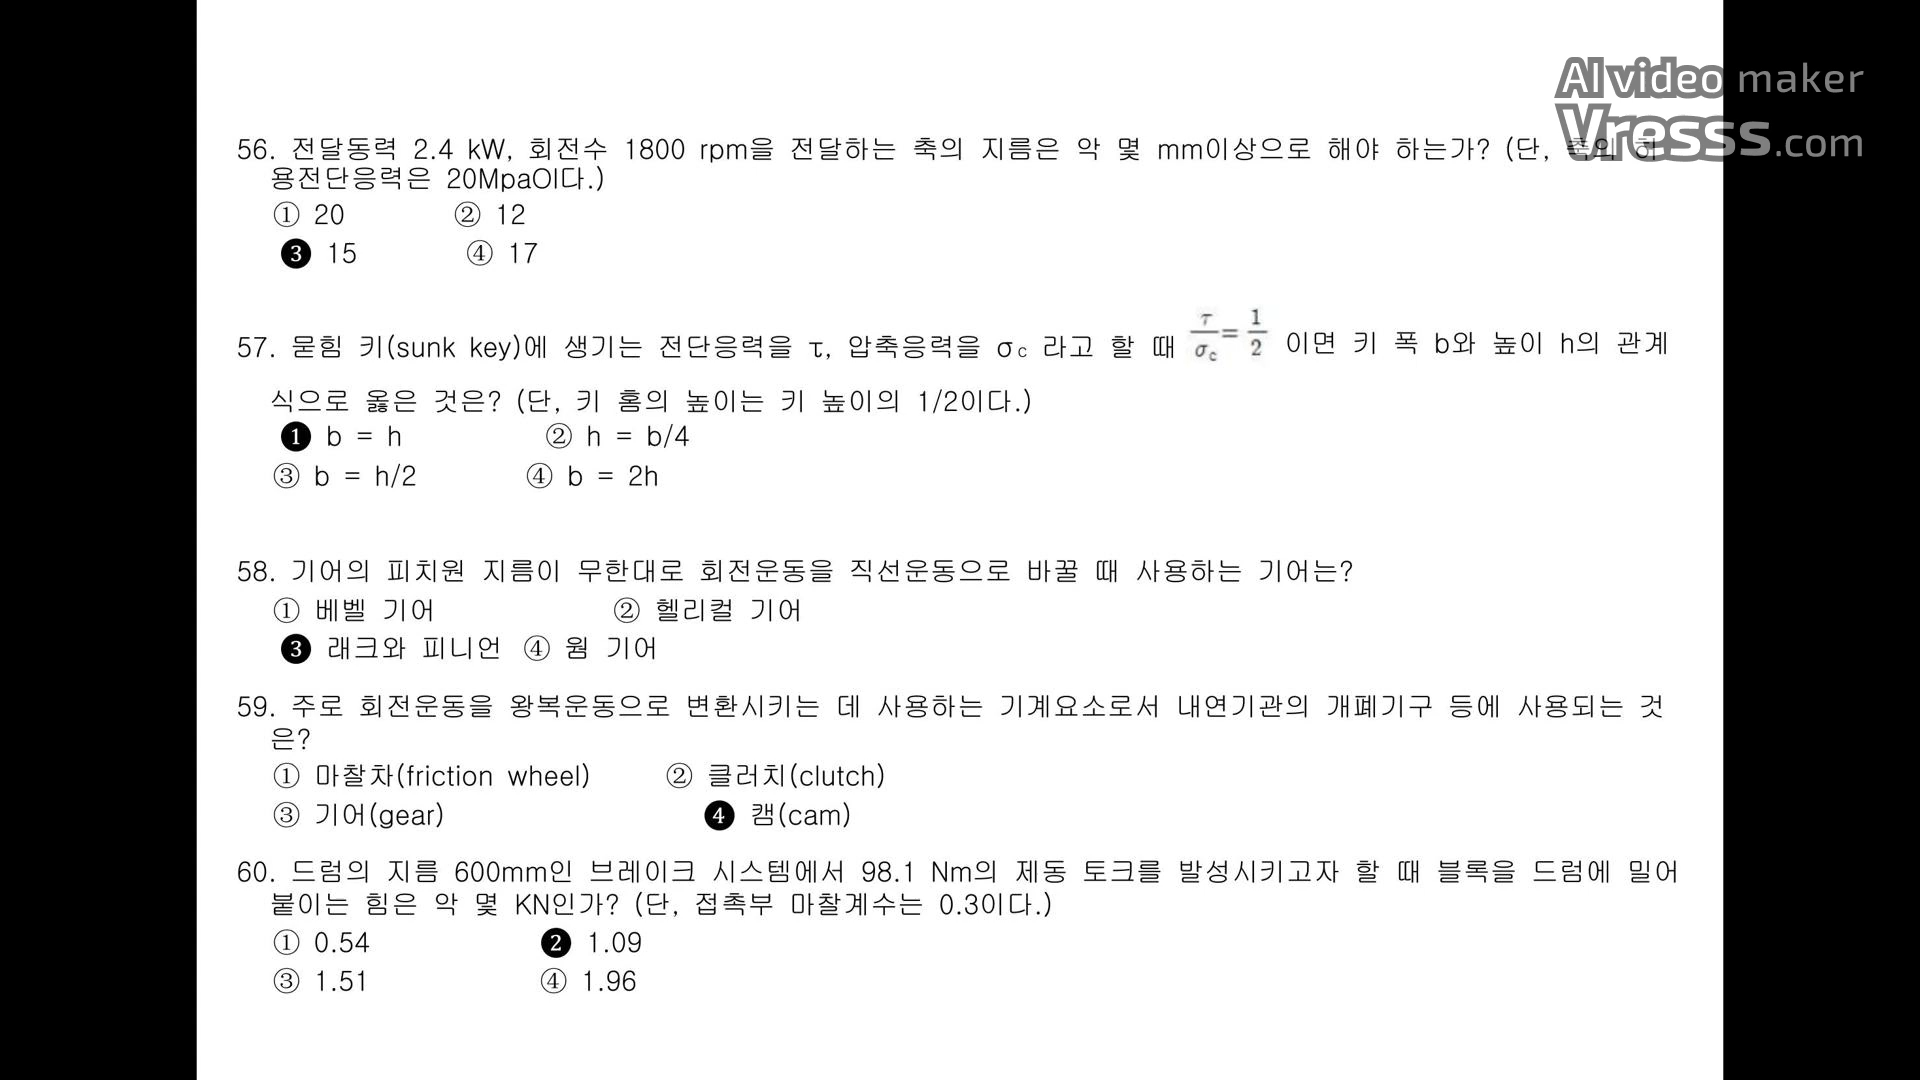 AI video maker
Vresss.com
56. 전달동력 2.4 kW, 회전수 1800 rpm을 전달하는 축의 지름은 악 몇 mm이상으로 해야 하는가? (단, 축의 허
용전단응력은 20MpaOI다.)
① 20 ② 12
❸ 15 ④ 17
57. 묻힘 키(sunk key)에 생기는 전단응력을 τ, 압축응력을 σc 라고 할 때 τ/σc = 1/2 이면 키 폭 b와 높이 h의 관계
식으로 옳은 것은? (단, 키 홈의 높이는 키 높이의 1/20I다.)
❶ b = h ② h = b/4
③ b = h/2 ④ b = 2h
58. 기어의 피치원 지름이 무한대로 회전운동을 직선운동으로 바꿀 때 사용하는 기어는?
① 베벨 기어 ② 헬리컬 기어
❸ 래크와 피니언 ④ 웜 기어
59. 주로 회전운동을 왕복운동으로 변환시키는 데 사용하는 기계요소로서 내연기관의 개폐기구 등에 사용되는 것
은?
① 마찰차(friction wheel) ② 클러치(clutch)
③ 기어(gear) ❹ 캠(cam)
60. 드럼의 지름 600mm인 브레이크 시스템에서 98.1 Nm의 제동 토크를 발성시키고자 할 때 블록을 드럼에 밀어
붙이는 힘은 악 몇 KN인가? (단, 접촉부 마찰계수는 0.30I다.)
① 0.54 ❷ 1.09
③ 1.51 ④ 1.96